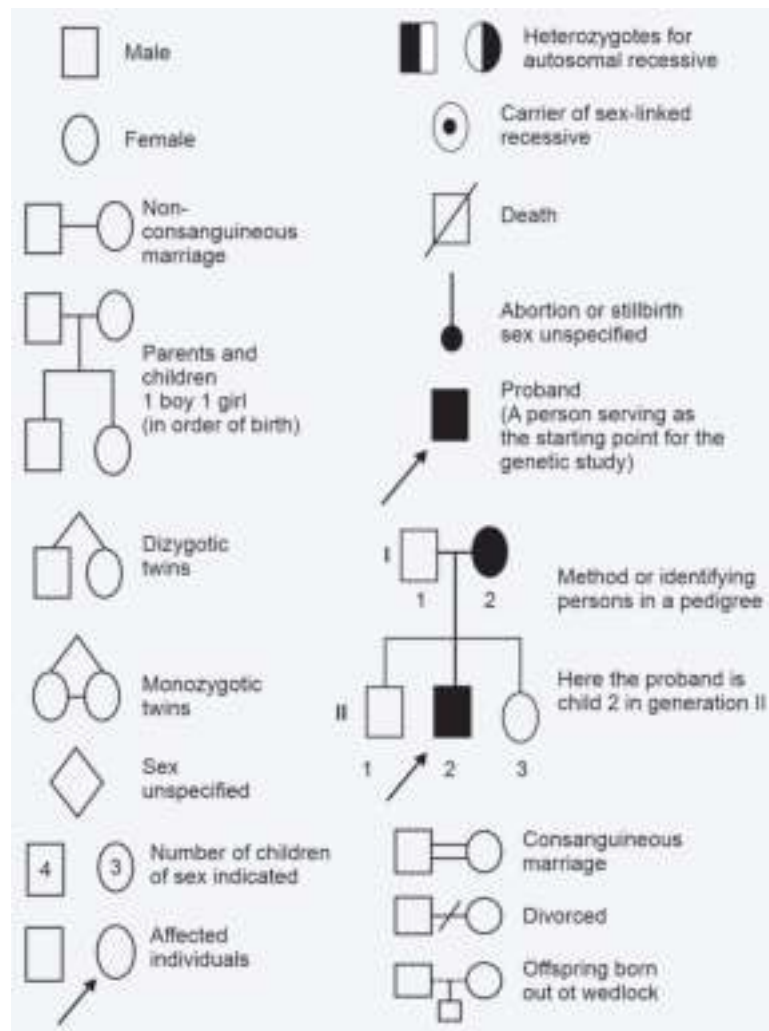 Male
Female
Non-
consanguineous
marriage
Parents and
children
1 boy 1 girl
(in order of birth)
Dizygotic
twins
Monozygotic
twins
Sex
unspecified
4
3
Number of children
of sex indicated
Affected
individuals
Heterozygotes for
autosomal recessive
Carrier of sex-linked
recessive
Death
Abortion or stillbirth
sex unspecified
Proband
(A person serving as
the starting point for the
genetic study)
I
1 2
Method or identifying
persons in a pedigree
II
1 2 3
Here the proband is
child 2 in generation II
Consanguineous
marriage
Divorced
Offspring born
out ot wedlock